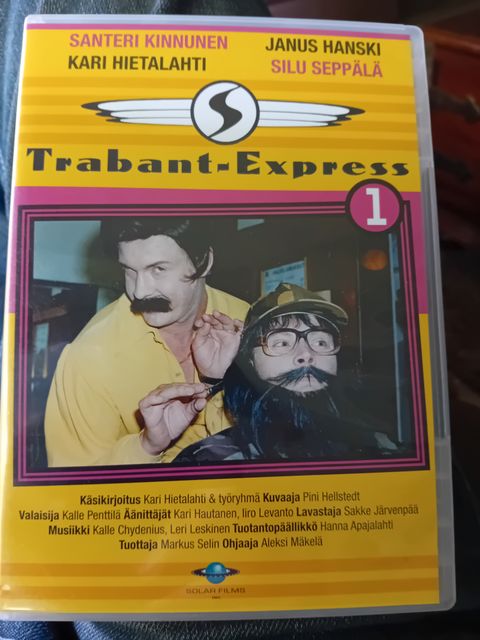 SANTERI KINNUNEN JANUS HANSKI
KARI HIETALAHTI SILU SEPPÄLÄ
S
Trabant-Express
1
Käsikirjoitus Kari Hietalahti & työryhmä Kuvaaja Pini Hellstedt
Valaisija Kalle Penttilä Äänittäjät Kari Hautanen, Iiro Levanto Lavastaja Sakke Järvenpää
Musiikki Kalle Chydenius, Leri Leskinen Tuotantopäällikkö Hanna Apajalahti
Tuottaja Markus Selin Ohjaaja Aleksi Mäkelä
SOLAR FILMS